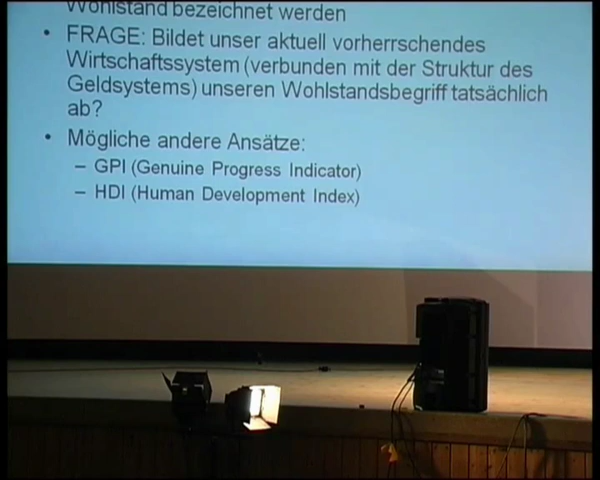 Wohlstand bezeichnet werden
• FRAGE: Bildet unser aktuell vorherrschendes
Wirtschaftssystem (verbunden mit der Struktur des
Geldsystems) unseren Wohlstandsbegriff tatsächlich
ab?
• Mögliche andere Ansätze:
– GPI (Genuine Progress Indicator)
– HDI (Human Development Index)